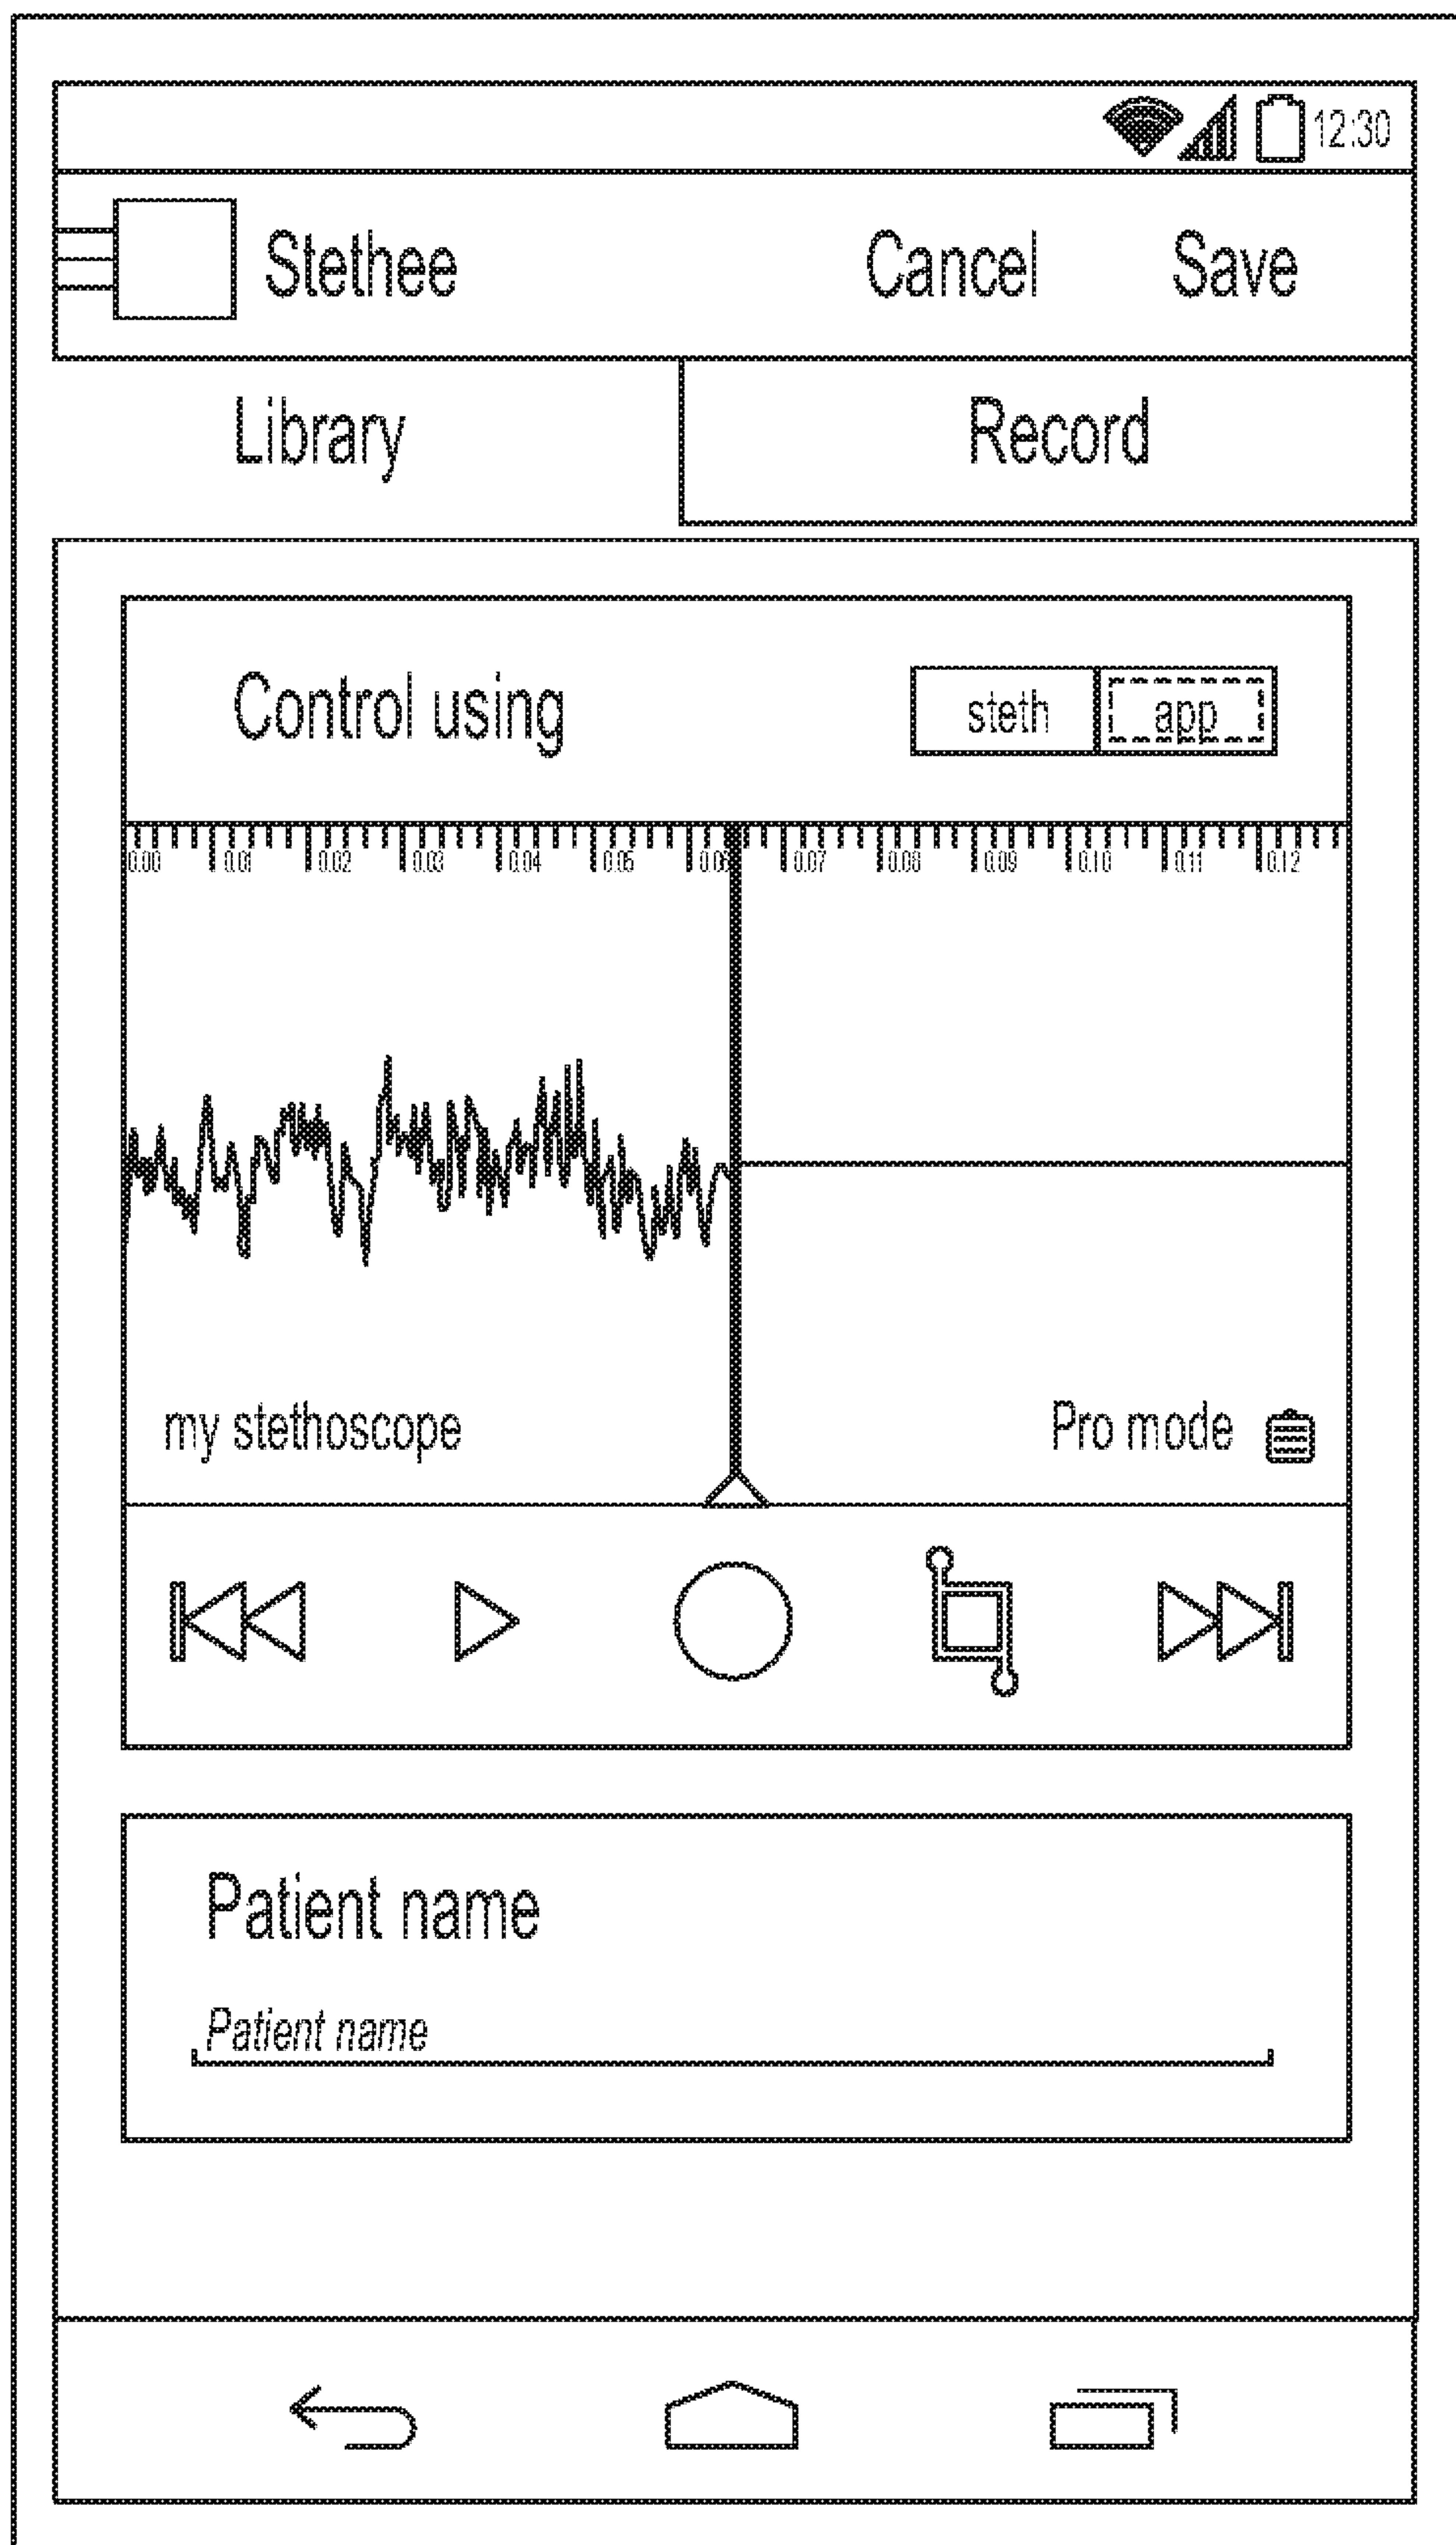 12:30
Stethee Cancel Save
Library Record
Control using steth app
0.00 0.01 0.02 0.03 0.04 0.05 0.06 0.07 0.08 0.09 0.10 0.11 0.12
my stethoscope Pro mode
Patient name
Patient name